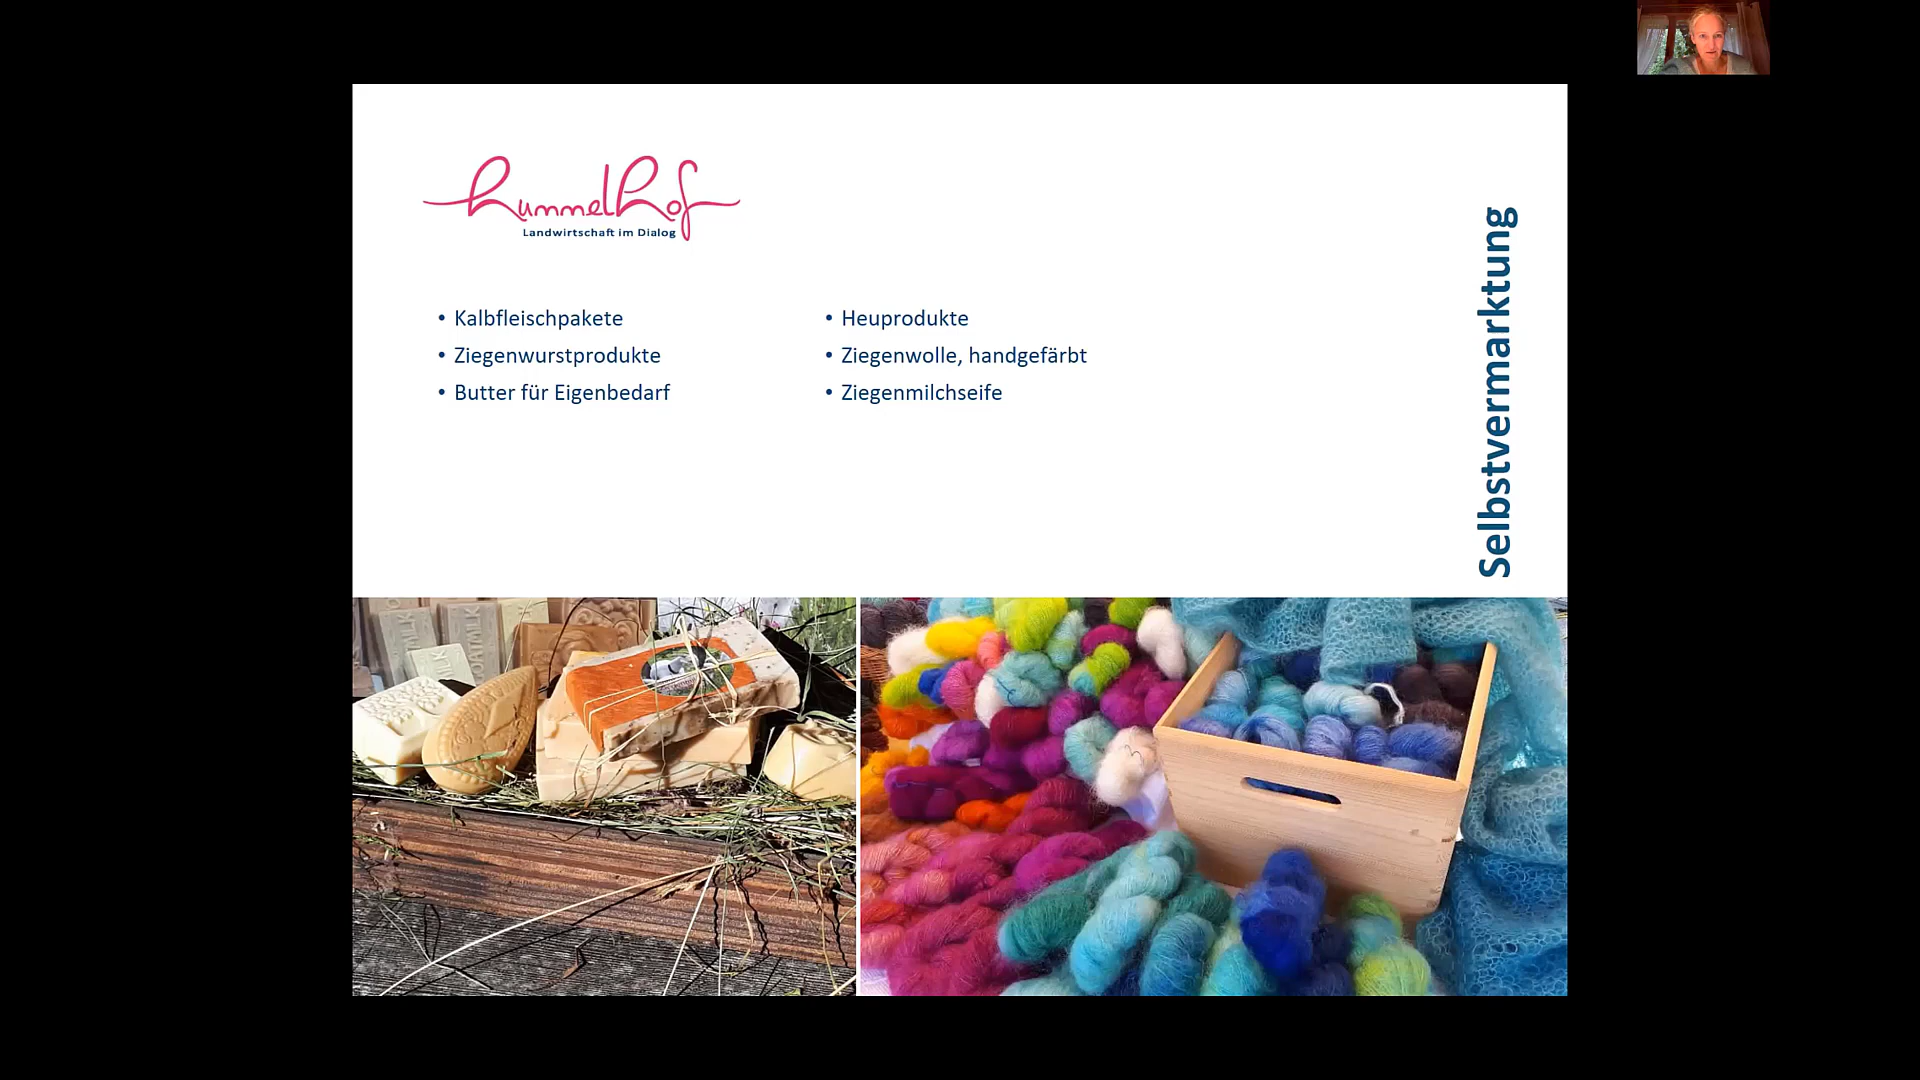 hummelhof
Landwirtschaft im Dialog
• Kalbfleischpakete
• Ziegenwurstprodukte
• Butter für Eigenbedarf
• Heuprodukte
• Ziegenwolle, handgefärbt
• Ziegenmilchseife
Selbstvermarktung